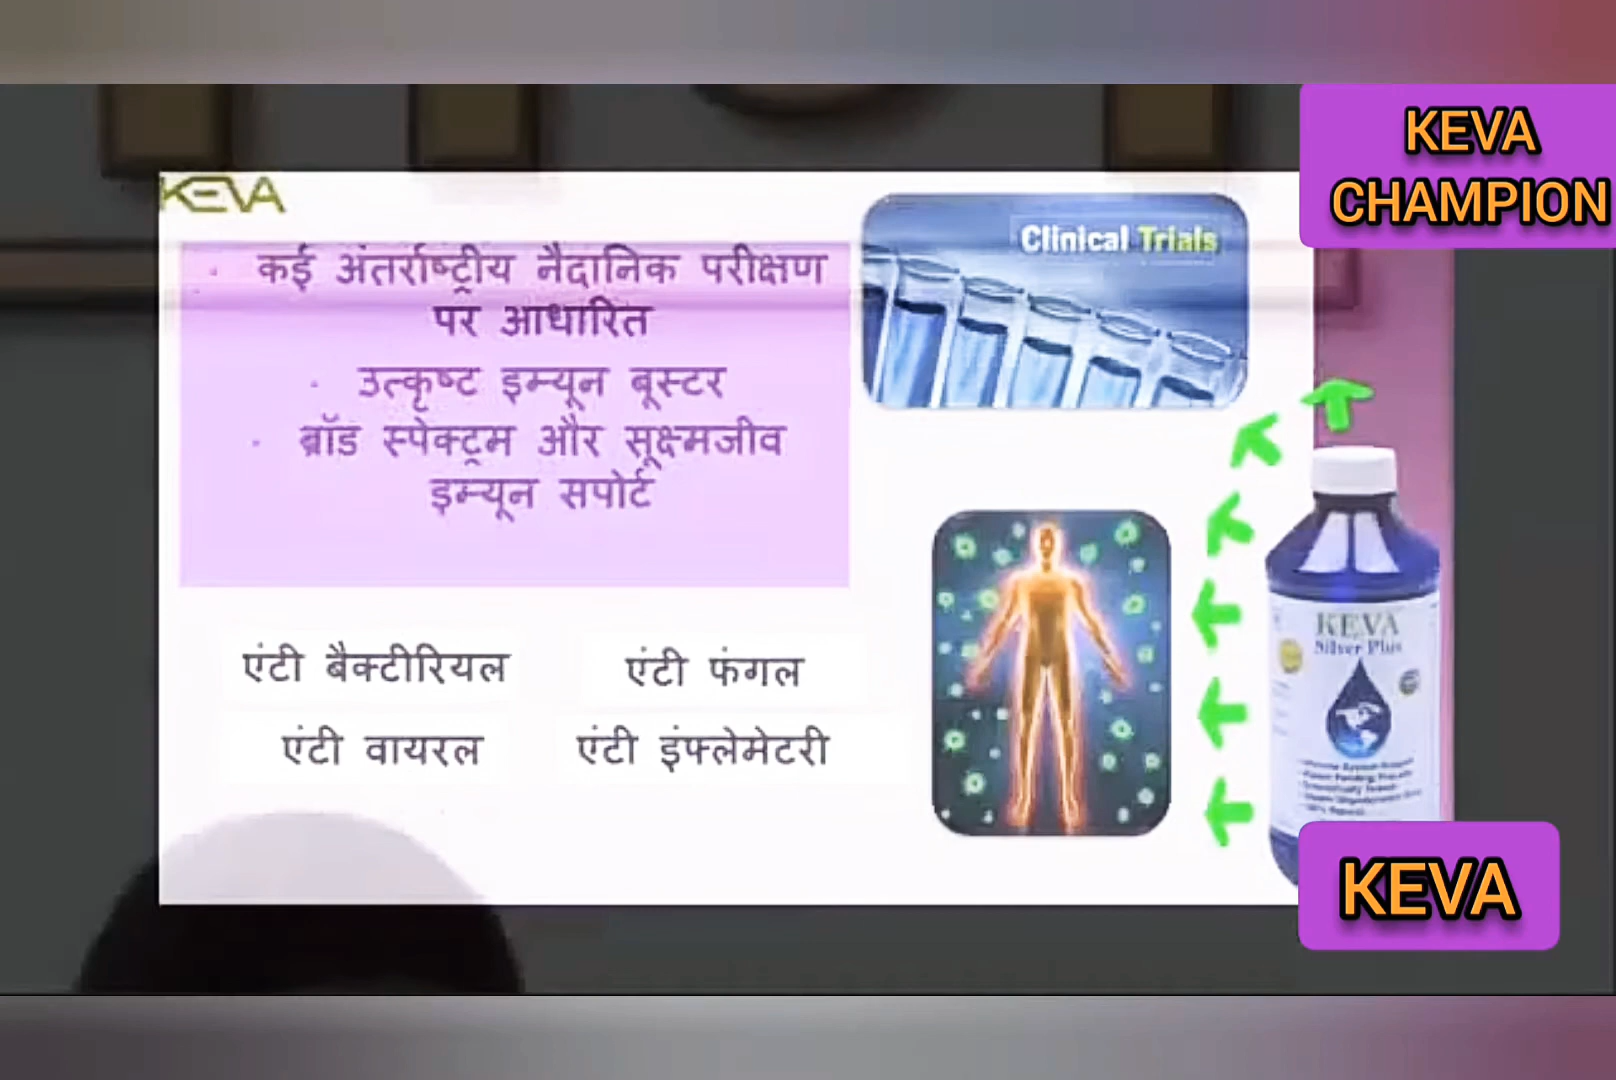 KEVA
CHAMPION
KEVA
Clinical Trials
· कई अंतर्राष्ट्रीय नैदानिक परीक्षण
पर आधारित
· उत्कृष्ट इम्यून बूस्टर
· ब्रॉड स्पेक्ट्रम और सूक्ष्मजीव
इम्यून सपोर्ट
एंटी बैक्टीरियल एंटी फंगल
एंटी वायरल एंटी इंफ्लेमेटरी
KEVA
Silver Plus
KEVA